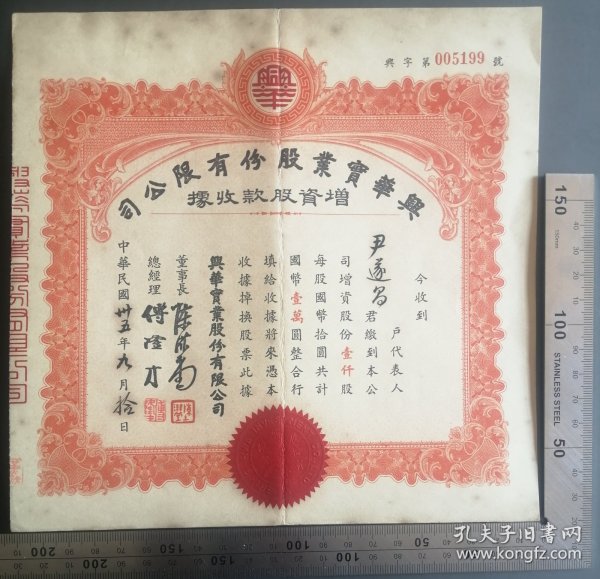 興字第005199號
興華實業股份有限公司
增資股款收據
今收到
戶代表人
尹遂昌君繳到本公
司增資股份壹仟股
每股國幣拾圓共計
國幣壹萬圓整合行
填給收據將來憑本
收據掉換股票此據
興華實業股份有限公司
董事長
總經理
中華民國卅五年九月拾日
孔夫子旧书网
www.kongfz.com
STAINLESS STEEL
150
100
50
200
150
100
50
100
150
200